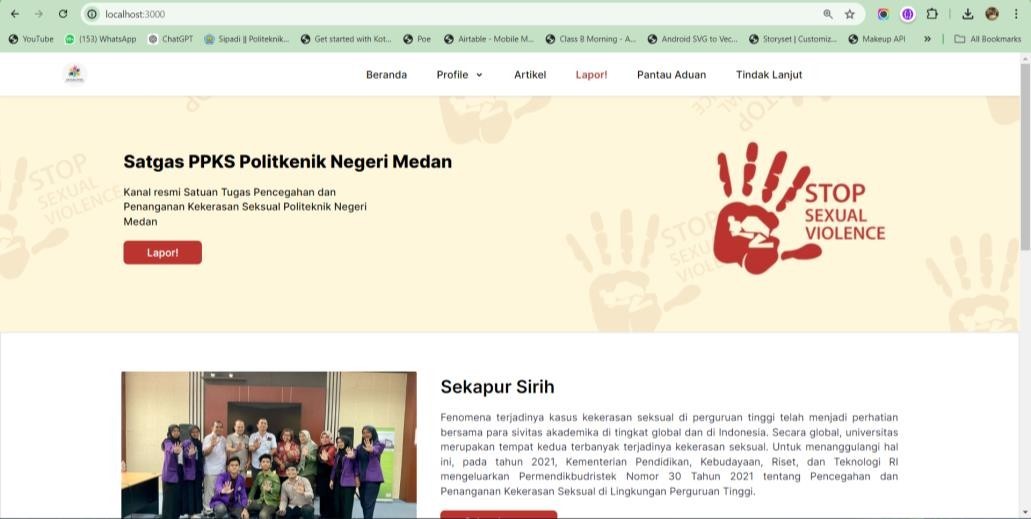 localhost:3000
YouTube (153) WhatsApp ChatGPT Sipadi || Politeknik... Get started with Kot... Poe Airtable - Mobile M... Class B Morning - A... Android SVG to Vec... Storyset | Customiz... Makeup API » All Bookmarks
Beranda Profile Artikel Lapor! Pantau Aduan Tindak Lanjut
Satgas PPKS Politkenik Negeri Medan
Kanal resmi Satuan Tugas Pencegahan dan
Penanganan Kekerasan Seksual Politeknik Negeri
Medan
Lapor!
STOP
SEXUAL
VIOLENCE
STOP
SEXUAL
VIOLENCE
Sekapur Sirih
Fenomena terjadinya kasus kekerasan seksual di perguruan tinggi telah menjadi perhatian
bersama para sivitas akademika di tingkat global dan di Indonesia. Secara global, universitas
merupakan tempat kedua terbanyak terjadinya kekerasan seksual. Untuk menanggulangi hal
ini, pada tahun 2021, Kementerian Pendidikan, Kebudayaan, Riset, dan Teknologi RI
mengeluarkan Permendikbudristek Nomor 30 Tahun 2021 tentang Pencegahan dan
Penanganan Kekerasan Seksual di Lingkungan Perguruan Tinggi.